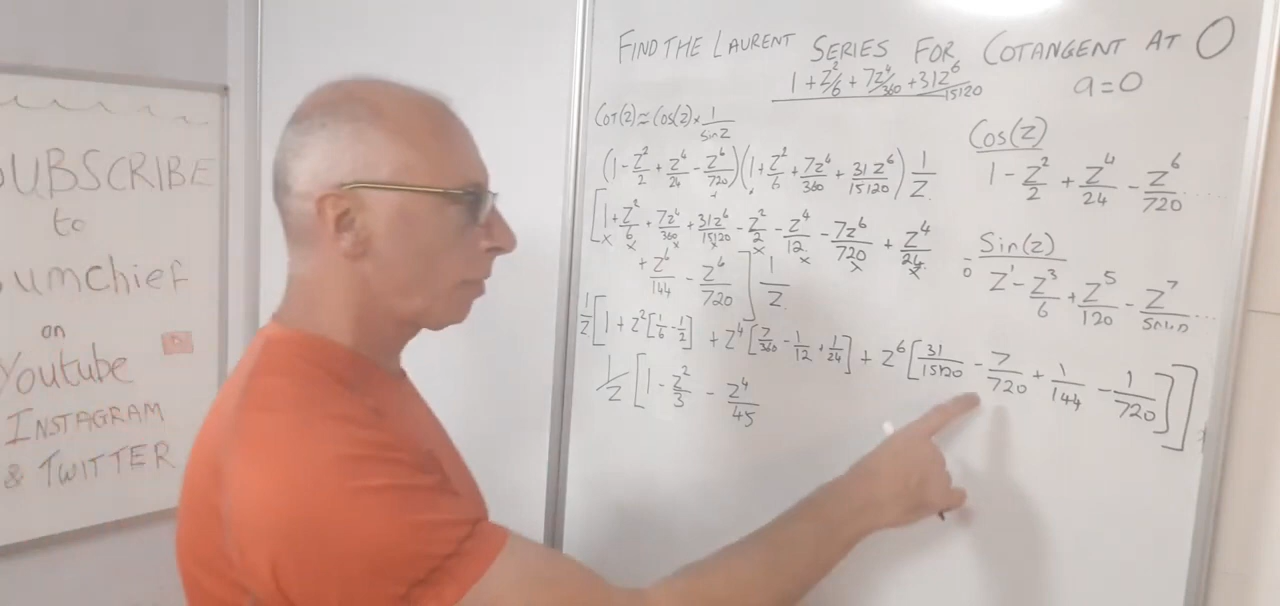 UBSCRIBE
to
umchief
on
Youtube
INSTAGRAM
& TWITTER
FIND THE LAURENT SERIES FOR COTANGENT AT 0
1 + z²/6 + 7z⁴/360 + 31z⁶/15120
a=0
Cot(z) ≈ Cos(z) × 1/sinz
(1 - z²/2 + z⁴/24 - z⁶/720)(1 + z²/6 + 7z⁴/360 + 31z⁶/15120) 1/z
[1 + z²/6 + 7z⁴/360 + 31z⁶/15120 - z²/2 - z⁴/12 - 7z⁶/720 + z⁴/24
+ z⁶/144 - z⁶/720] 1/z
1/z [1 + z²[1/6 - 1/2] + z⁴[7/360 - 1/12 + 1/24] + z⁶[31/15120 - 7/720 + 1/144 - 1/720]]
1/z [1 - z²/3 - z⁴/45
Cos(z)
1 - z²/2 + z⁴/24 - z⁶/720 ....
Sin(z)
0 z¹ - z³/6 + z⁵/120 - z⁷/5040 ...